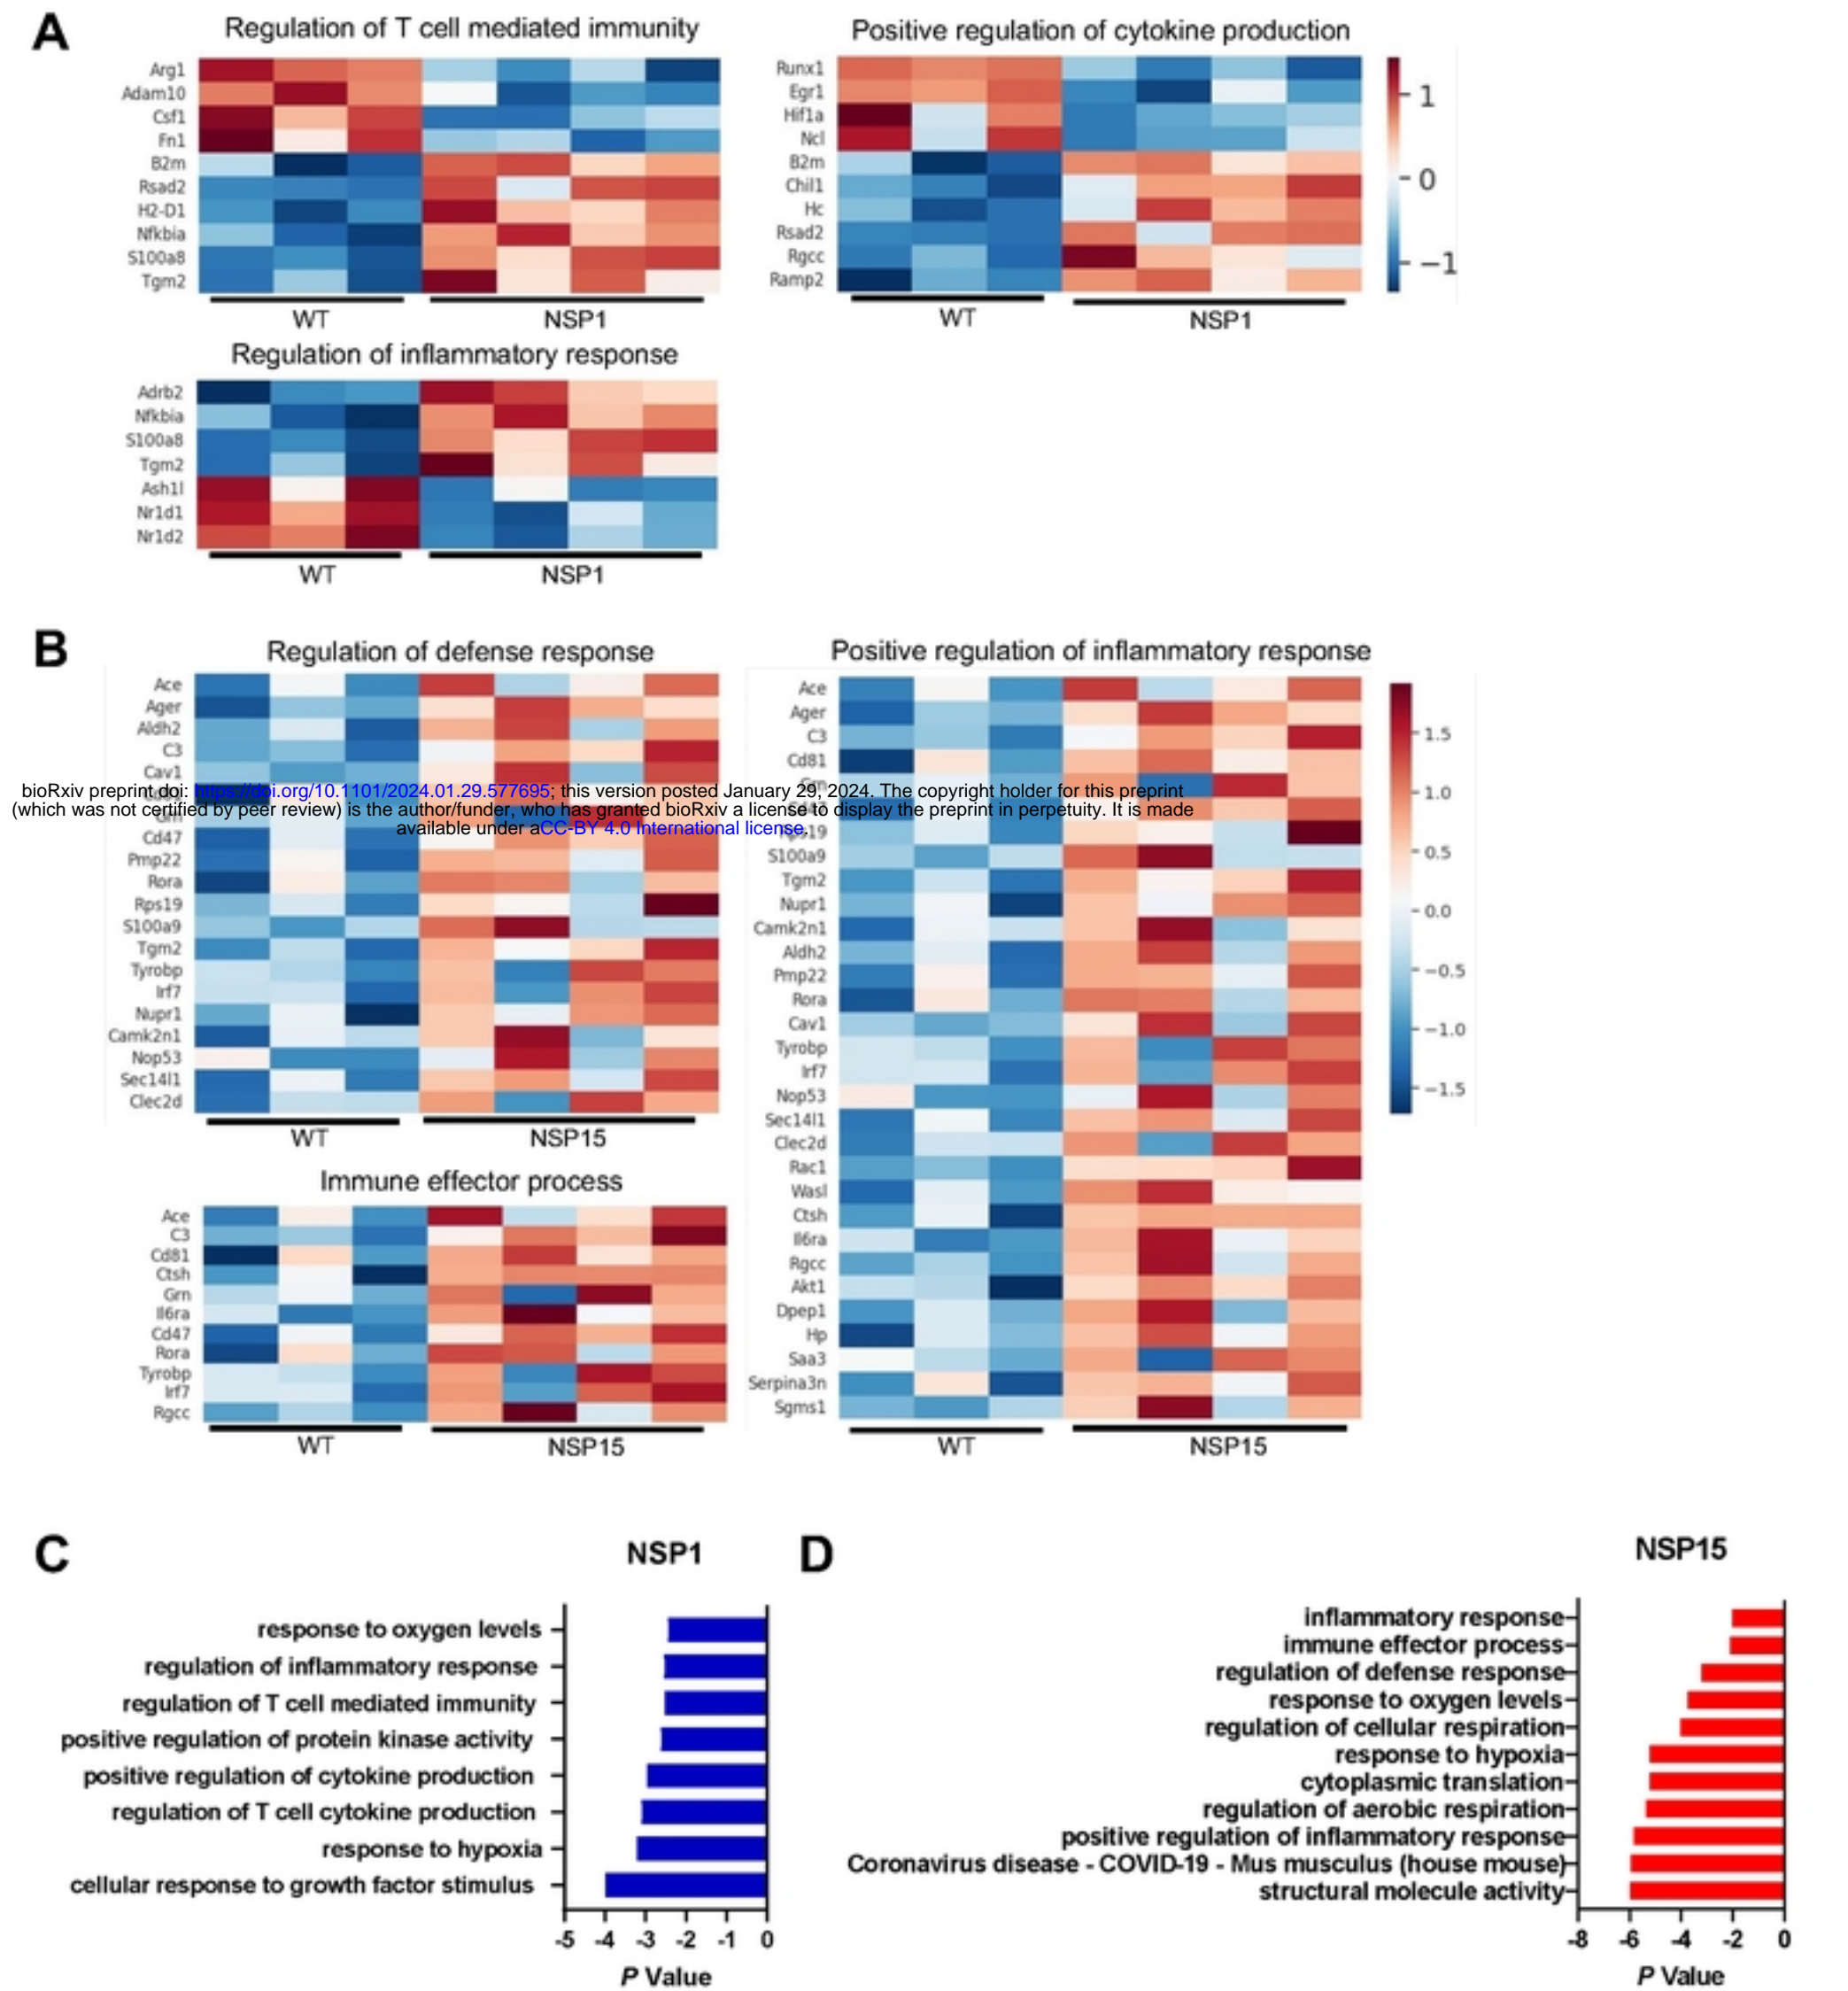 A
Regulation of T cell mediated immunity
Arg1
Adam10
Csf1
Fn1
B2m
Rsad2
H2-D1
Nfkbia
S100a8
Tgm2
WT
NSP1
Positive regulation of cytokine production
Runx1
Egr1
Hif1a
Ncl
B2m
Chil1
Hc
Rsad2
Rgcc
Ramp2
WT
NSP1
1
0
−1
Regulation of inflammatory response
Adrb2
Nfkbia
S100a8
Tgm2
Ash1l
Nr1d1
Nr1d2
WT
NSP1
B
Regulation of defense response
Ace
Ager
Aldh2
C3
Cav1
Cd47
Pmp22
Rora
Rps19
S100a9
Tgm2
Tyrobp
Irf7
Nupr1
Camk2n1
Nop53
Sec14l1
Clec2d
WT
NSP15
bioRxiv preprint doi: https://doi.org/10.1101/2024.01.29.577695; this version posted January 29, 2024. The copyright holder for this preprint
(which was not certified by peer review) is the author/funder, who has granted bioRxiv a license to display the preprint in perpetuity. It is made
available under aCC-BY 4.0 International license.
Positive regulation of inflammatory response
Ace
Ager
C3
Cd81
Grn
Cd47
Rps19
S100a9
Tgm2
Nupr1
Camk2n1
Aldh2
Pmp22
Rora
Cav1
Tyrobp
Irf7
Nop53
Sec14l1
Clec2d
Rac1
Wasl
Ctsh
Il6ra
Rgcc
Akt1
Dpep1
Hp
Saa3
Serpina3n
Sgms1
WT
NSP15
1.5
1.0
0.5
0.0
−0.5
−1.0
−1.5
Immune effector process
Ace
C3
Cd81
Ctsh
Grn
Il6ra
Cd47
Rora
Tyrobp
Irf7
Rgcc
WT
NSP15
C
NSP1
response to oxygen levels
regulation of inflammatory response
regulation of T cell mediated immunity
positive regulation of protein kinase activity
positive regulation of cytokine production
regulation of T cell cytokine production
response to hypoxia
cellular response to growth factor stimulus
-5 -4 -3 -2 -1 0
P Value
D
NSP15
inflammatory response
immune effector process
regulation of defense response
response to oxygen levels
regulation of cellular respiration
response to hypoxia
cytoplasmic translation
regulation of aerobic respiration
positive regulation of inflammatory response
Coronavirus disease - COVID-19 - Mus musculus (house mouse)
structural molecule activity
-8 -6 -4 -2 0
P Value